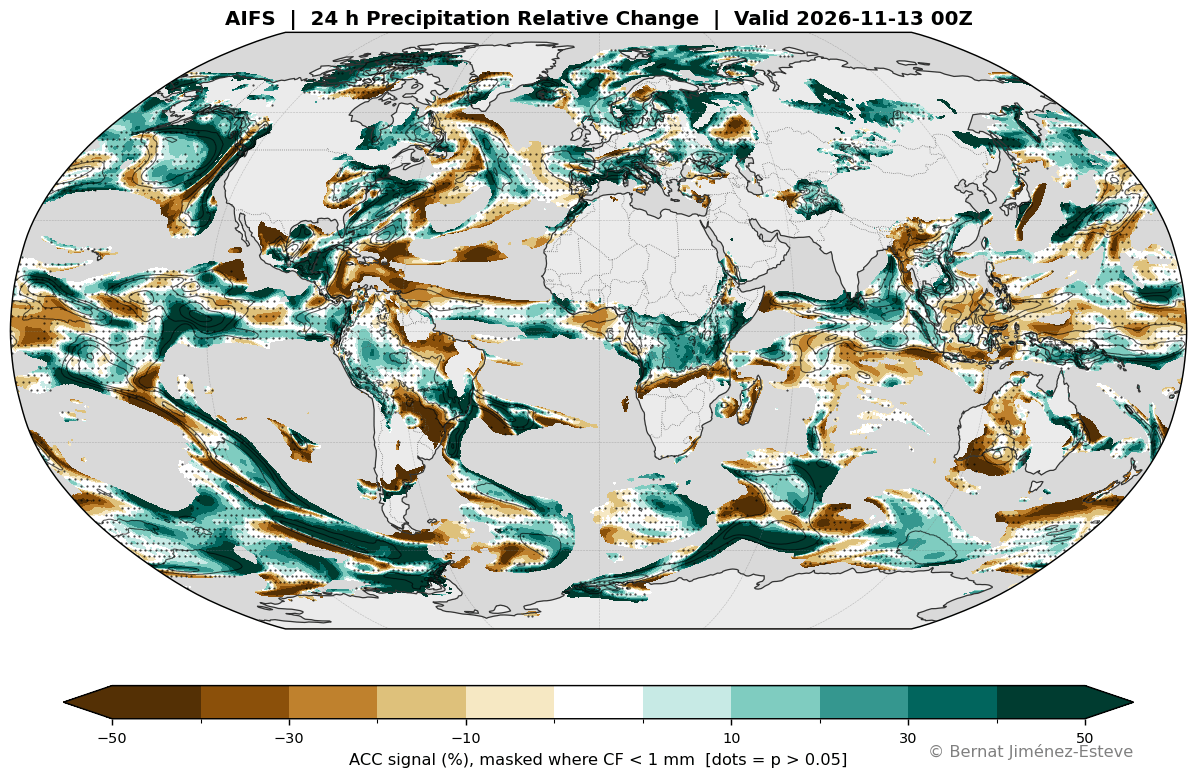 AIFS | 24 h Precipitation Relative Change | Valid 2026-11-13 00Z
−50 −30 −10 10 30 50
© Bernat Jiménez-Esteve
ACC signal (%), masked where CF < 1 mm [dots = p > 0.05]